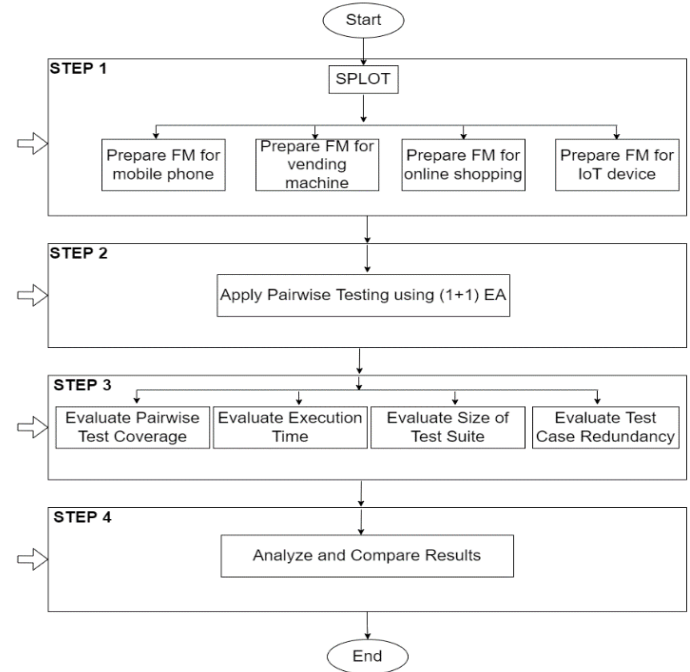 Start
STEP 1
SPLOT
Prepare FM for
mobile phone
Prepare FM for
vending
machine
Prepare FM for
online shopping
Prepare FM for
IoT device
STEP 2
Apply Pairwise Testing using (1+1) EA
STEP 3
Evaluate Pairwise
Test Coverage
Evaluate Execution
Time
Evaluate Size of
Test Suite
Evaluate Test
Case Redundancy
STEP 4
Analyze and Compare Results
End